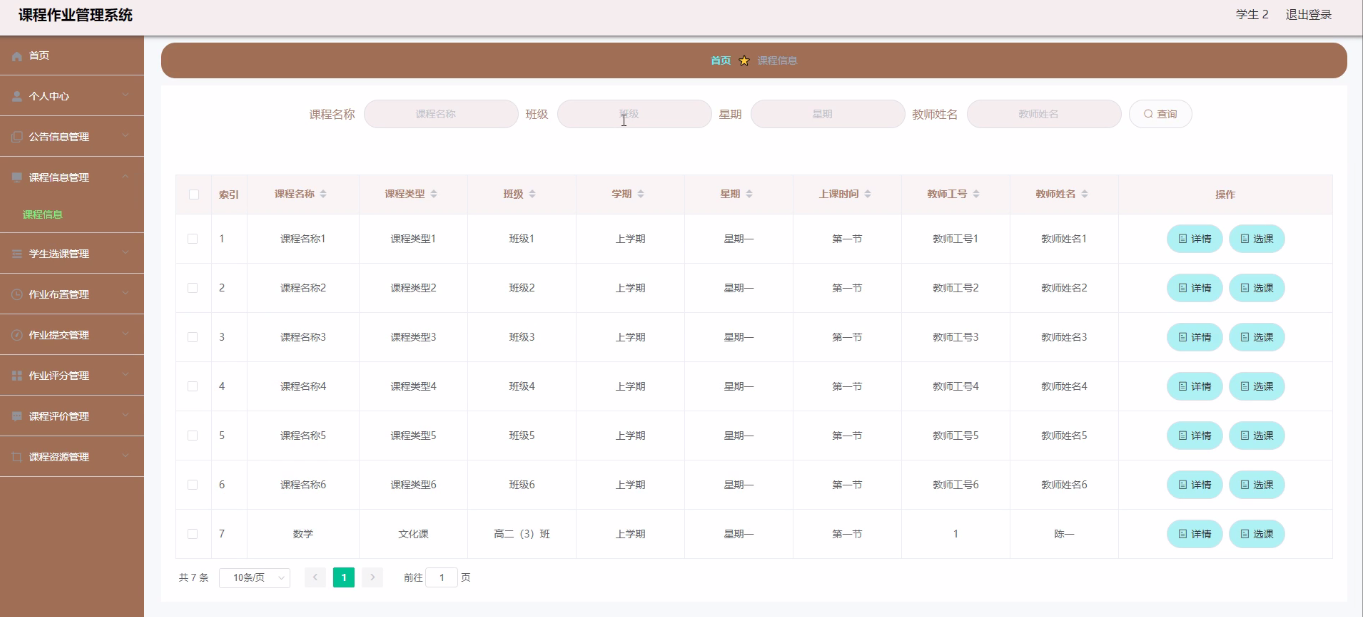 课程作业管理系统 学生 2 退出登录
首页
个人中心
公告信息管理
课程信息管理
课程信息
学生选课管理
作业布置管理
作业提交管理
作业评分管理
课程评价管理
课程资源管理
首页 课程信息
课程名称 课程名称 班级 班级 星期 星期 教师姓名 教师姓名 查询
索引 课程名称 课程类型 班级 学期 星期 上课时间 教师工号 教师姓名 操作
1 课程名称1 课程类型1 班级1 上学期 星期一 第一节 教师工号1 教师姓名1 详情 选课
2 课程名称2 课程类型2 班级2 上学期 星期一 第一节 教师工号2 教师姓名2 详情 选课
3 课程名称3 课程类型3 班级3 上学期 星期一 第一节 教师工号3 教师姓名3 详情 选课
4 课程名称4 课程类型4 班级4 上学期 星期一 第一节 教师工号4 教师姓名4 详情 选课
5 课程名称5 课程类型5 班级5 上学期 星期一 第一节 教师工号5 教师姓名5 详情 选课
6 课程名称6 课程类型6 班级6 上学期 星期一 第一节 教师工号6 教师姓名6 详情 选课
7 数学 文化课 高二（3）班 上学期 星期一 第一节 1 陈一 详情 选课
共 7 条 10条/页 1 前往 1 页